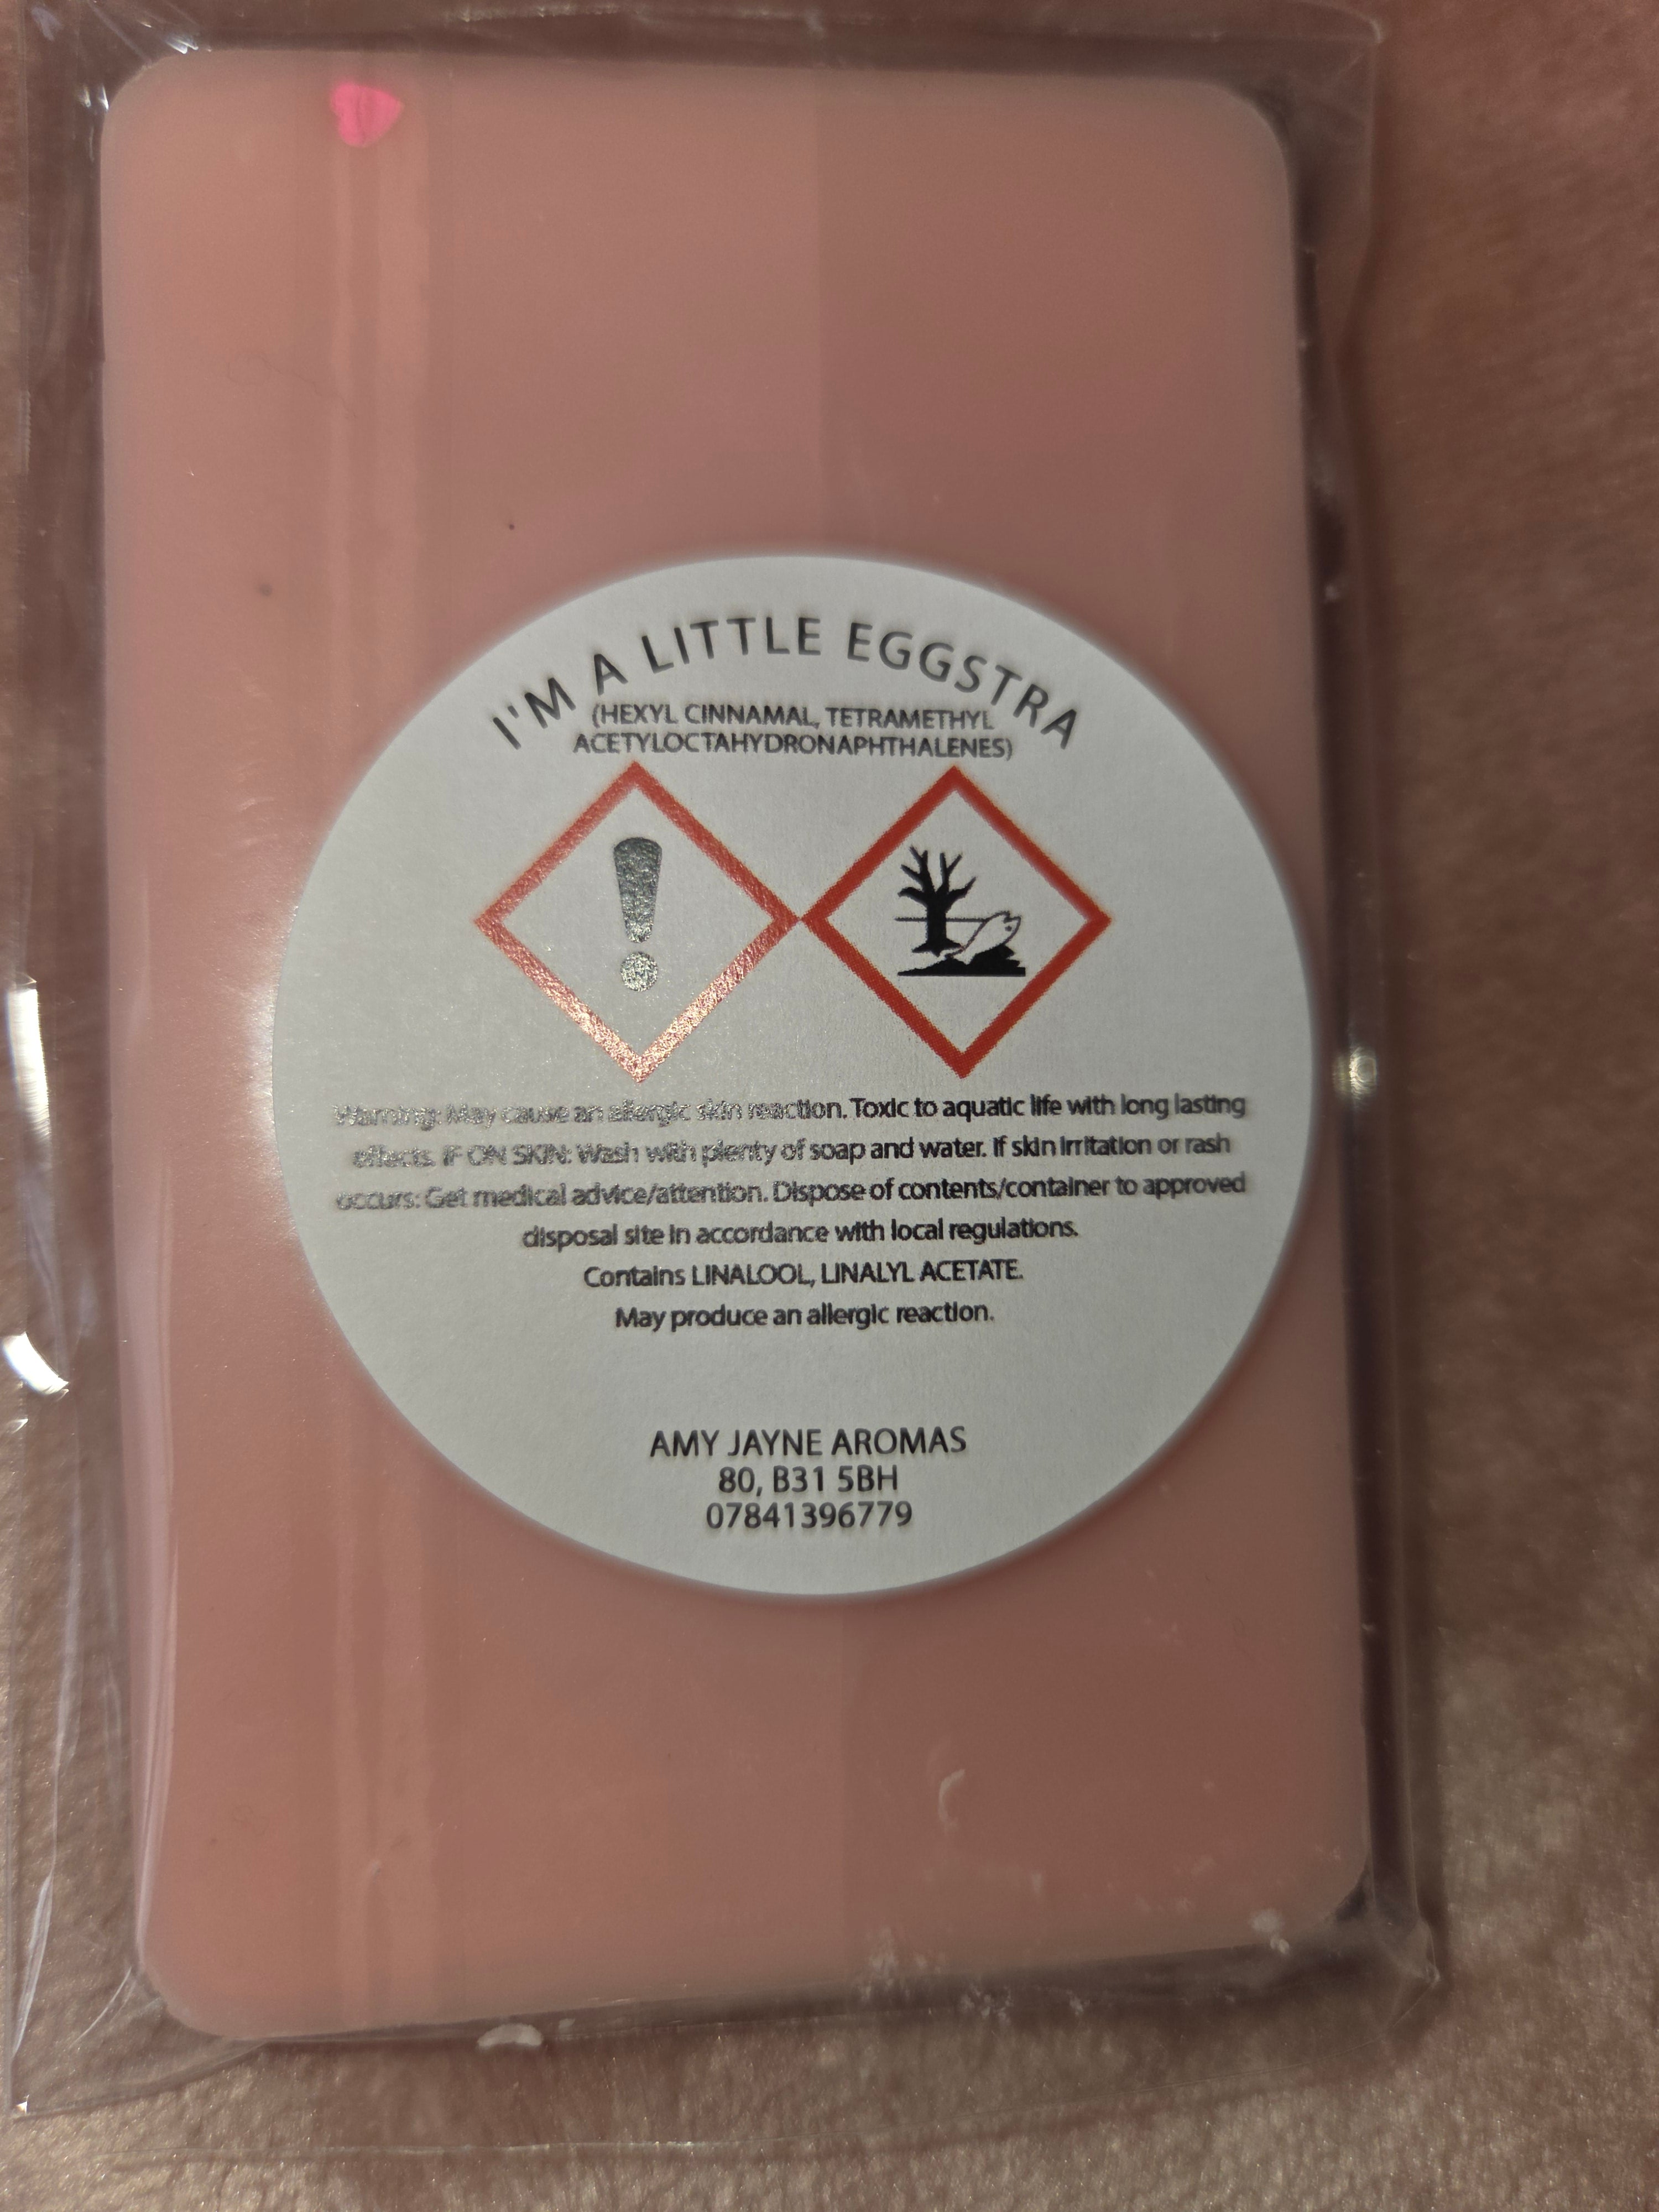 I'M A LITTLE EGGSTRA
(HEXYL CINNAMAL, TETRAMETHYL
ACETYLOCTAHYDRONAPHTHALENES)
Warning: May cause an allergic skin reaction. Toxic to aquatic life with long lasting
effects. IF ON SKIN: Wash with plenty of soap and water. If skin irritation or rash
occurs: Get medical advice/attention. Dispose of contents/container to approved
disposal site in accordance with local regulations.
Contains LINALOOL, LINALYL ACETATE.
May produce an allergic reaction.
AMY JAYNE AROMAS
80, B31 5BH
07841396779